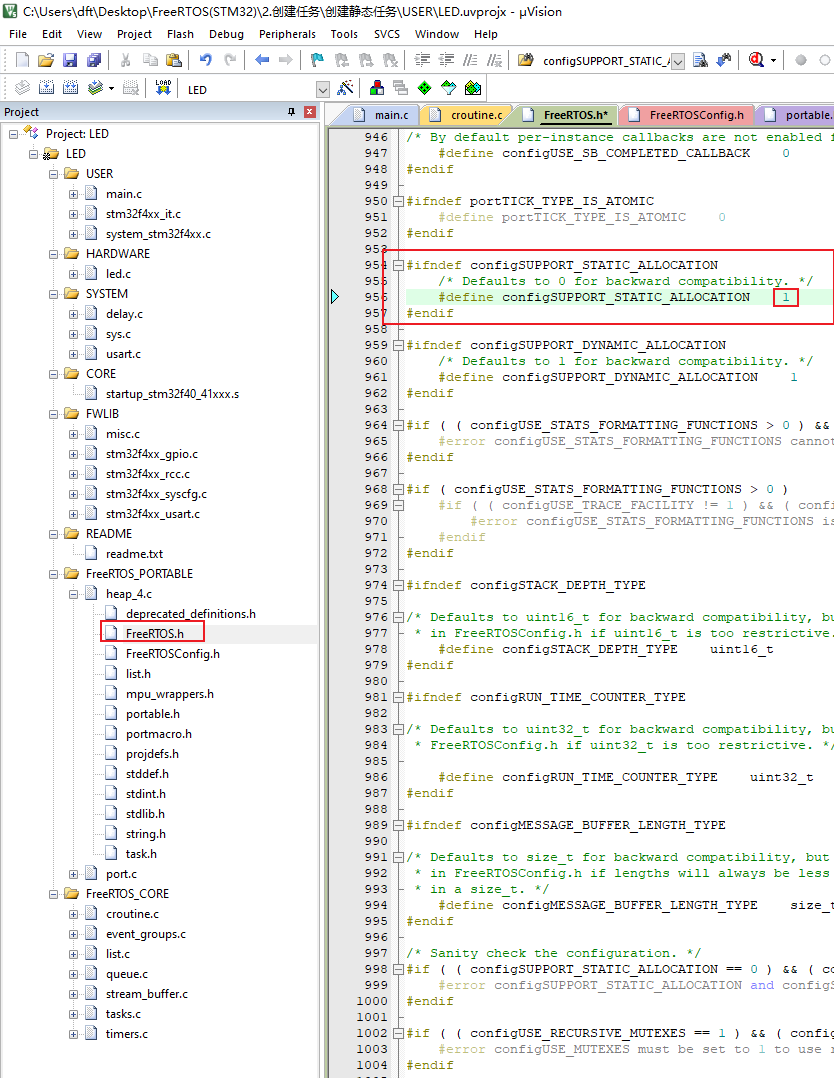 C:\Users\dft\Desktop\FreeRTOS(STM32)\2.创建任务\创建静态任务\USER\LED.uvprojx - µVision
File Edit View Project Flash Debug Peripherals Tools SVCS Window Help
configSUPPORT_STATIC_
LOAD
LED
Project
Project: LED
LED
USER
main.c
stm32f4xx_it.c
system_stm32f4xx.c
HARDWARE
led.c
SYSTEM
delay.c
sys.c
usart.c
CORE
startup_stm32f40_41xxx.s
FWLIB
misc.c
stm32f4xx_gpio.c
stm32f4xx_rcc.c
stm32f4xx_syscfg.c
stm32f4xx_usart.c
README
readme.txt
FreeRTOS_PORTABLE
heap_4.c
deprecated_definitions.h
FreeRTOS.h
FreeRTOSConfig.h
list.h
mpu_wrappers.h
portable.h
portmacro.h
projdefs.h
stddef.h
stdint.h
stdlib.h
string.h
task.h
port.c
FreeRTOS_CORE
croutine.c
event_groups.c
list.c
queue.c
stream_buffer.c
tasks.c
timers.c
main.c croutine.c FreeRTOS.h* FreeRTOSConfig.h portable.
946 /* By default per-instance callbacks are not enabled f
947 #define configUSE_SB_COMPLETED_CALLBACK 0
948 #endif
949
950 #ifndef portTICK_TYPE_IS_ATOMIC
951 #define portTICK_TYPE_IS_ATOMIC 0
952 #endif
953
954 #ifndef configSUPPORT_STATIC_ALLOCATION
955 /* Defaults to 0 for backward compatibility. */
956 #define configSUPPORT_STATIC_ALLOCATION 1
957 #endif
958
959 #ifndef configSUPPORT_DYNAMIC_ALLOCATION
960 /* Defaults to 1 for backward compatibility. */
961 #define configSUPPORT_DYNAMIC_ALLOCATION 1
962 #endif
963
964 #if ( ( configUSE_STATS_FORMATTING_FUNCTIONS > 0 ) &&
965 #error configUSE_STATS_FORMATTING_FUNCTIONS cannot
966 #endif
967
968 #if ( configUSE_STATS_FORMATTING_FUNCTIONS > 0 )
969 #if ( ( configUSE_TRACE_FACILITY != 1 ) && ( confi
970 #error configUSE_STATS_FORMATTING_FUNCTIONS is
971 #endif
972 #endif
973
974 #ifndef configSTACK_DEPTH_TYPE
975
976 /* Defaults to uint16_t for backward compatibility, bu
977 * in FreeRTOSConfig.h if uint16_t is too restrictive.
978 #define configSTACK_DEPTH_TYPE uint16_t
979 #endif
980
981 #ifndef configRUN_TIME_COUNTER_TYPE
982
983 /* Defaults to uint32_t for backward compatibility, bu
984 * FreeRTOSConfig.h if uint32_t is too restrictive. */
985
986 #define configRUN_TIME_COUNTER_TYPE uint32_t
987 #endif
988
989 #ifndef configMESSAGE_BUFFER_LENGTH_TYPE
990
991 /* Defaults to size_t for backward compatibility, but
992 * in FreeRTOSConfig.h if lengths will always be less
993 * in a size_t. */
994 #define configMESSAGE_BUFFER_LENGTH_TYPE size_t
995 #endif
996
997 /* Sanity check the configuration. */
998 #if ( ( configSUPPORT_STATIC_ALLOCATION == 0 ) && ( co
999 #error configSUPPORT_STATIC_ALLOCATION and configS
1000 #endif
1001
1002 #if ( ( configUSE_RECURSIVE_MUTEXES == 1 ) && ( config
1003 #error configUSE_MUTEXES must be set to 1 to use r
1004 #endif